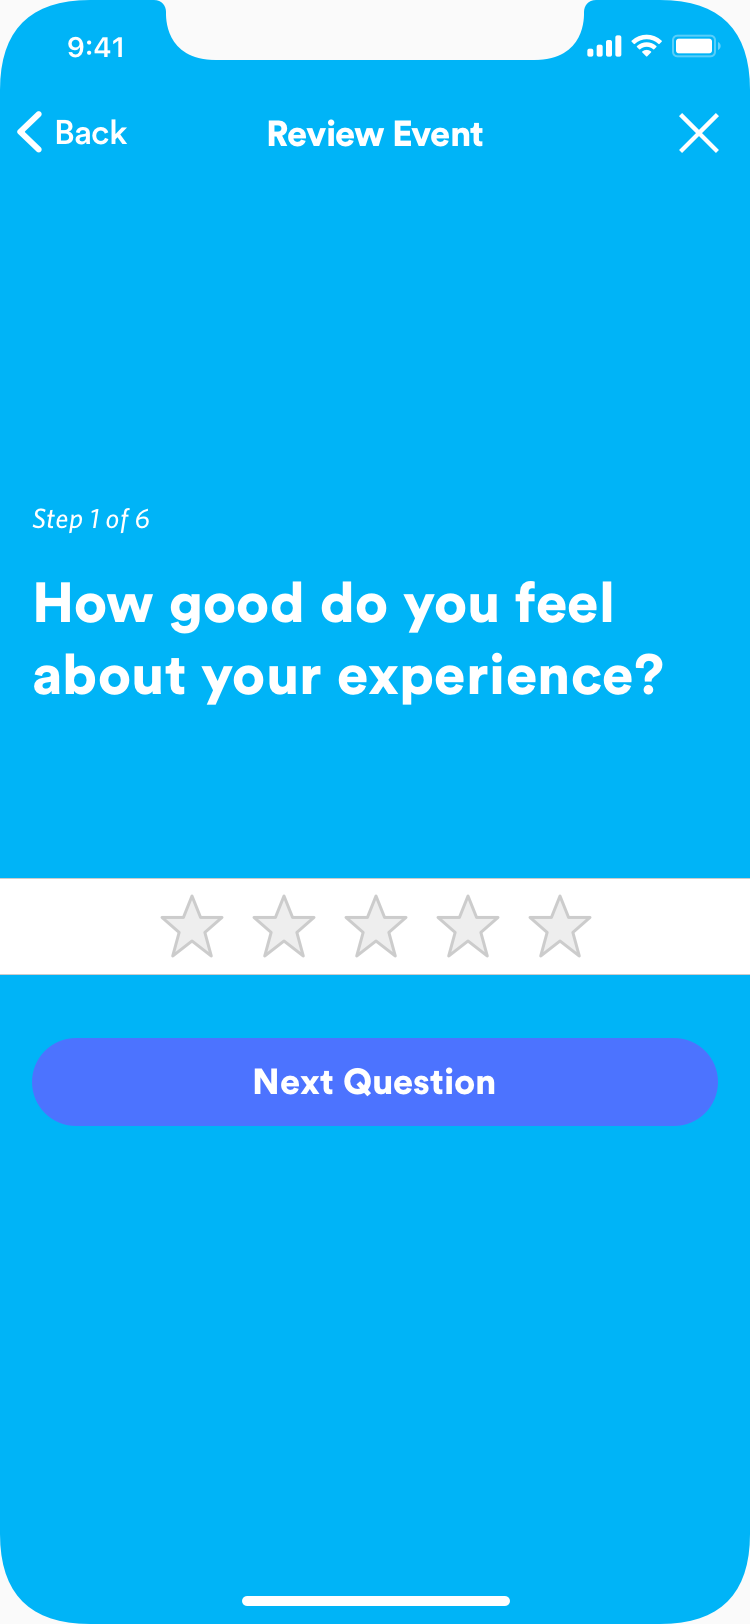 9:41
Back
Review Event
Step 1 of 6
How good do you feel
about your experience?
Next Question